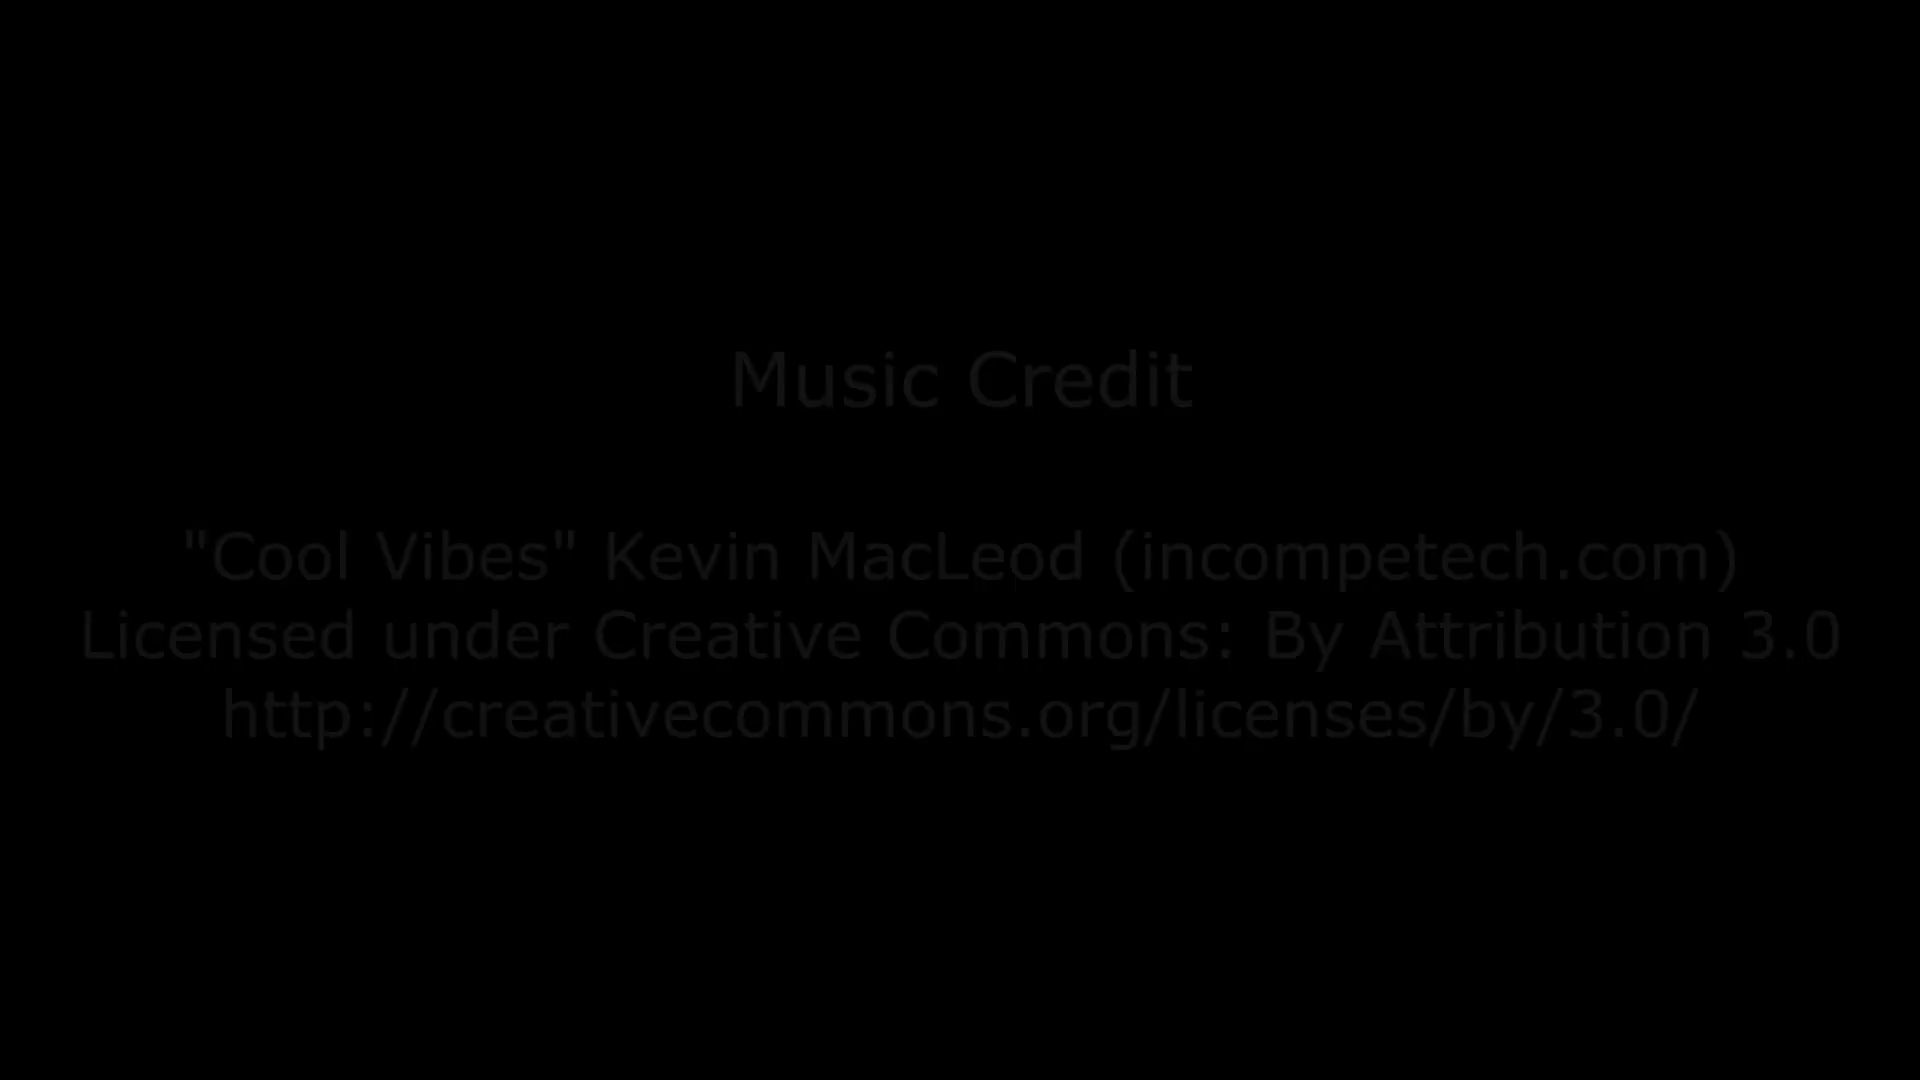 Music Credit
"Cool Vibes" Kevin MacLeod (incompetech.com)
Licensed under Creative Commons: By Attribution 3.0
http://creativecommons.org/licenses/by/3.0/